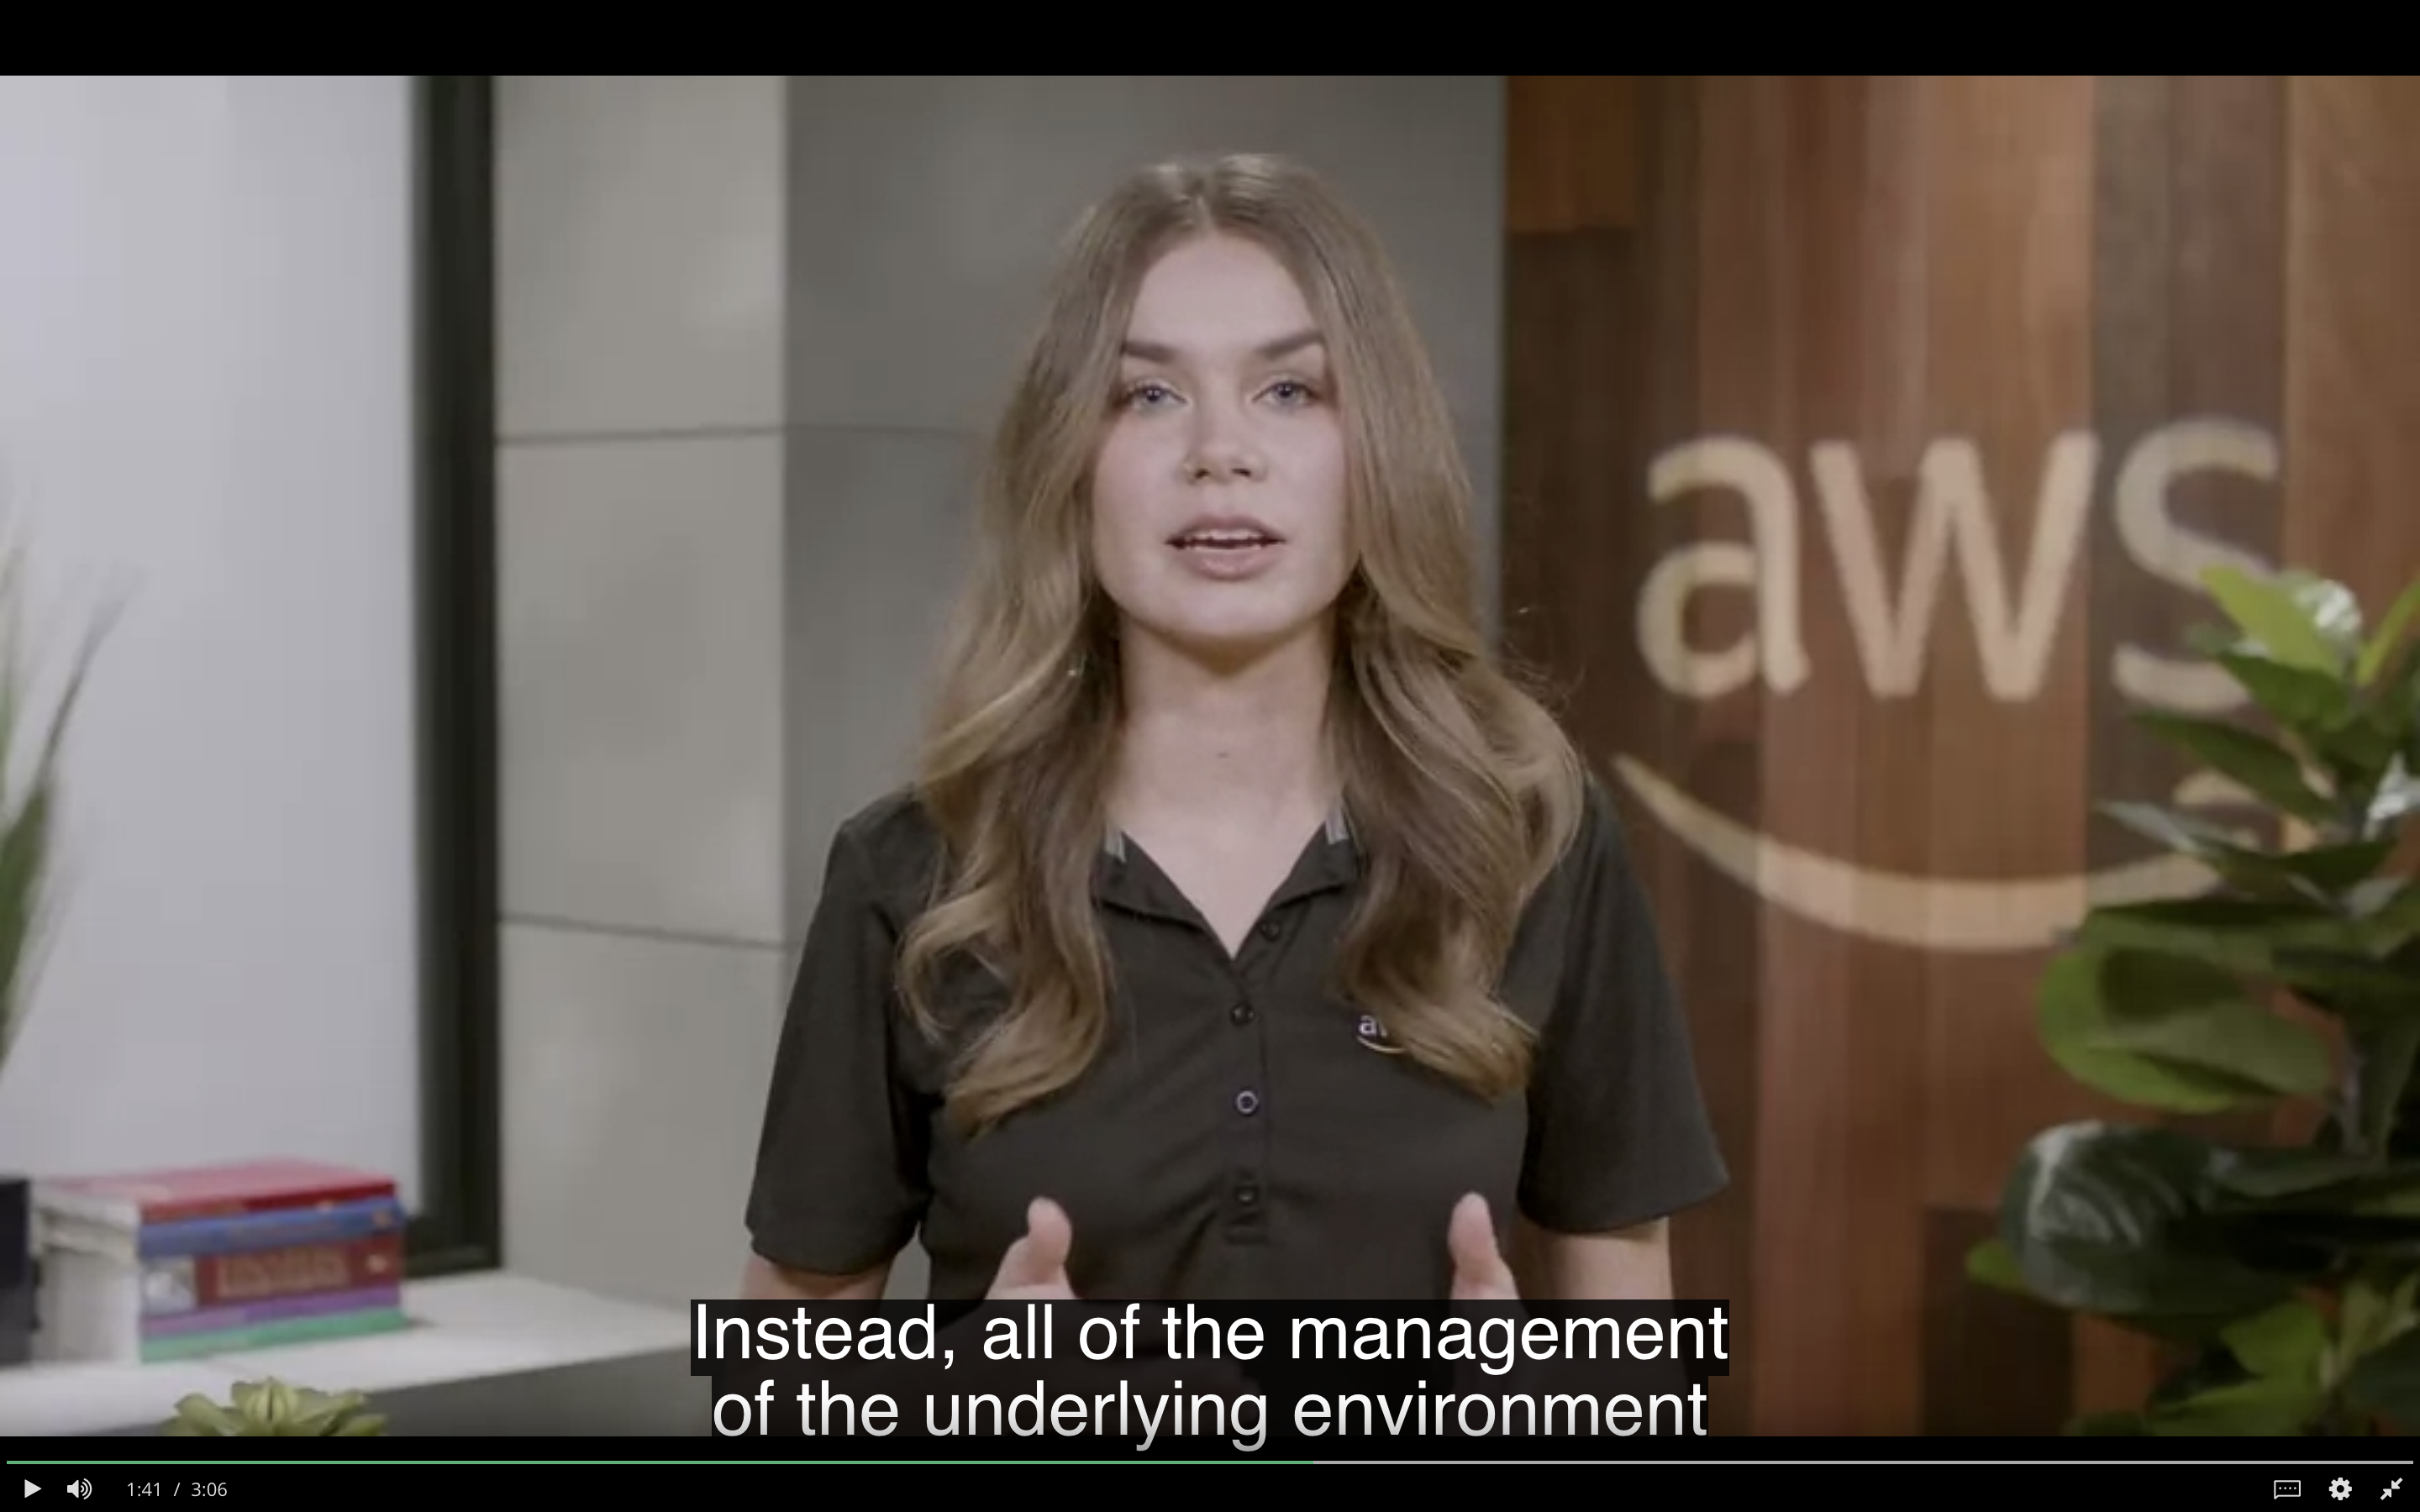 aws
Instead, all of the management
of the underlying environment
1:41 / 3:06